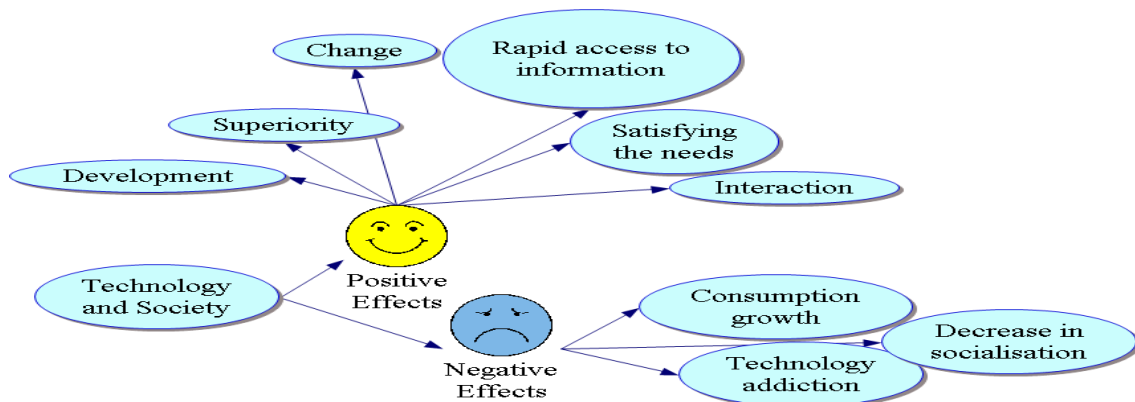 Change
Rapid access to
information
Superiority
Satisfying
the needs
Development
Interaction
Technology
and Society
Positive
Effects
Consumption
growth
Decrease in
socialisation
Technology
addiction
Negative
Effects